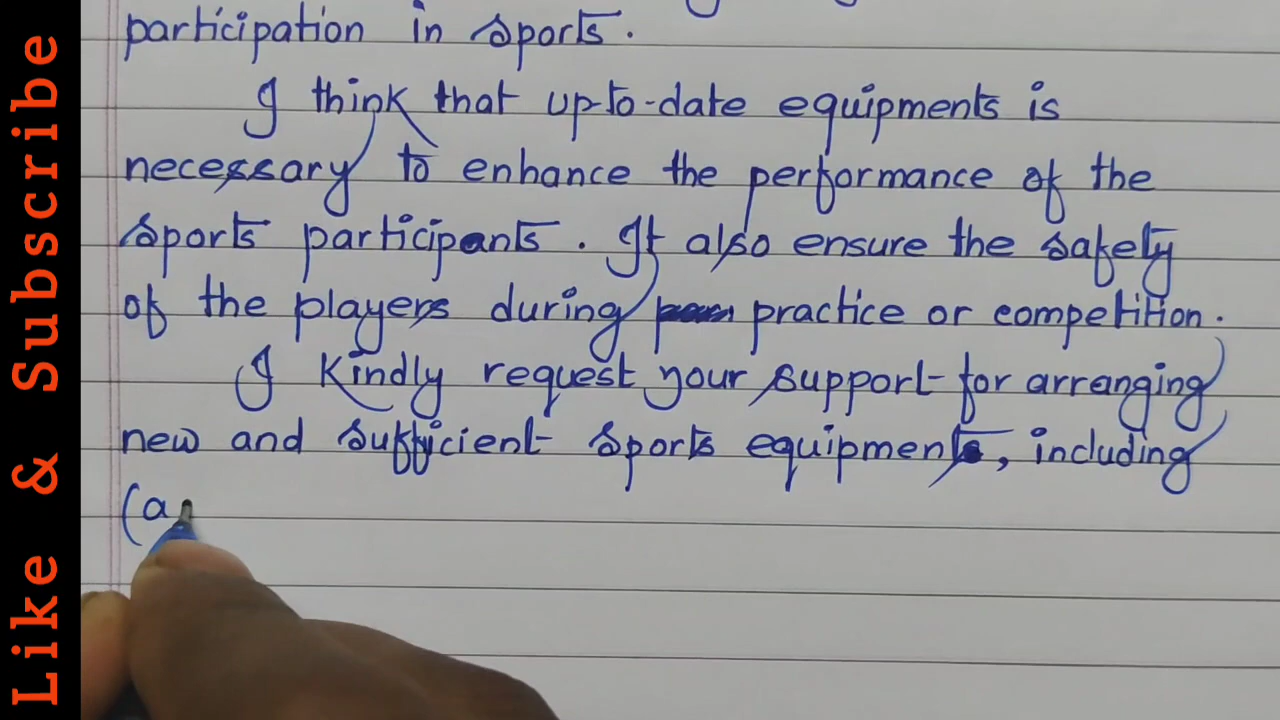 Like & Subscribe
participation in sports.
I think that up-to-date equipments is
necessary to enhance the performance of the
sports participants. It also ensure the safety
of the players during practice or competition.
I kindly request your support for arranging
new and sufficient sports equipments, including
(a